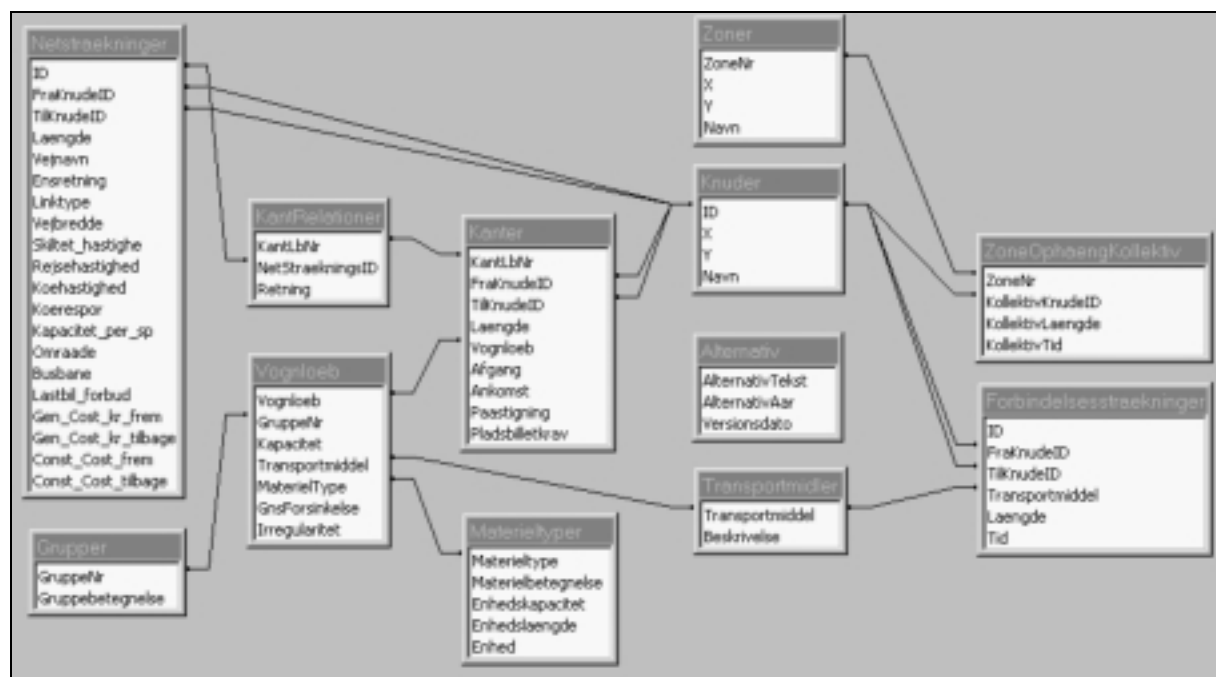 Netstraekninger
ID
FraKnudeID
TilKnudeID
Laengde
Vejnavn
Ensretning
Linktype
Vejbredde
Skiltet_hastighe
Rejsehastighed
Koehastighed
Koerespor
Kapacitet_per_sp
Omraade
Busbane
Lastbil_forbud
Gen_Cost_kr_frem
Gen_Cost_kr_tilbage
Const_Cost_frem
Const_Cost_tilbage
Grupper
GruppeNr
Gruppebetegnelse
KantRelationer
KantLbNr
NetStraekningsID
Retning
Vognloeb
Vognloeb
GruppeNr
Kapacitet
Transportmiddel
MaterielType
GnsForsinkelse
Irregularitet
Kanter
KantLbNr
FraKnudeID
TilKnudeID
Laengde
Vognloeb
Afgang
Ankomst
Paastigning
Pladsbilletkrav
Materieltyper
Materieltype
Materielbetegnelse
Enhedskapacitet
Enhedslaengde
Enhed
Zoner
ZoneNr
X
Y
Navn
Knuder
ID
X
Y
Navn
Alternativ
AlternativTekst
AlternativAar
Versionsdato
Transportmidler
Transportmiddel
Beskrivelse
ZoneOphaengKollektiv
ZoneNr
KollektivKnudeID
KollektivLaengde
KollektivTid
Forbindelsesstraekninger
ID
FraKnudeID
TilKnudeID
Transportmiddel
Laengde
Tid